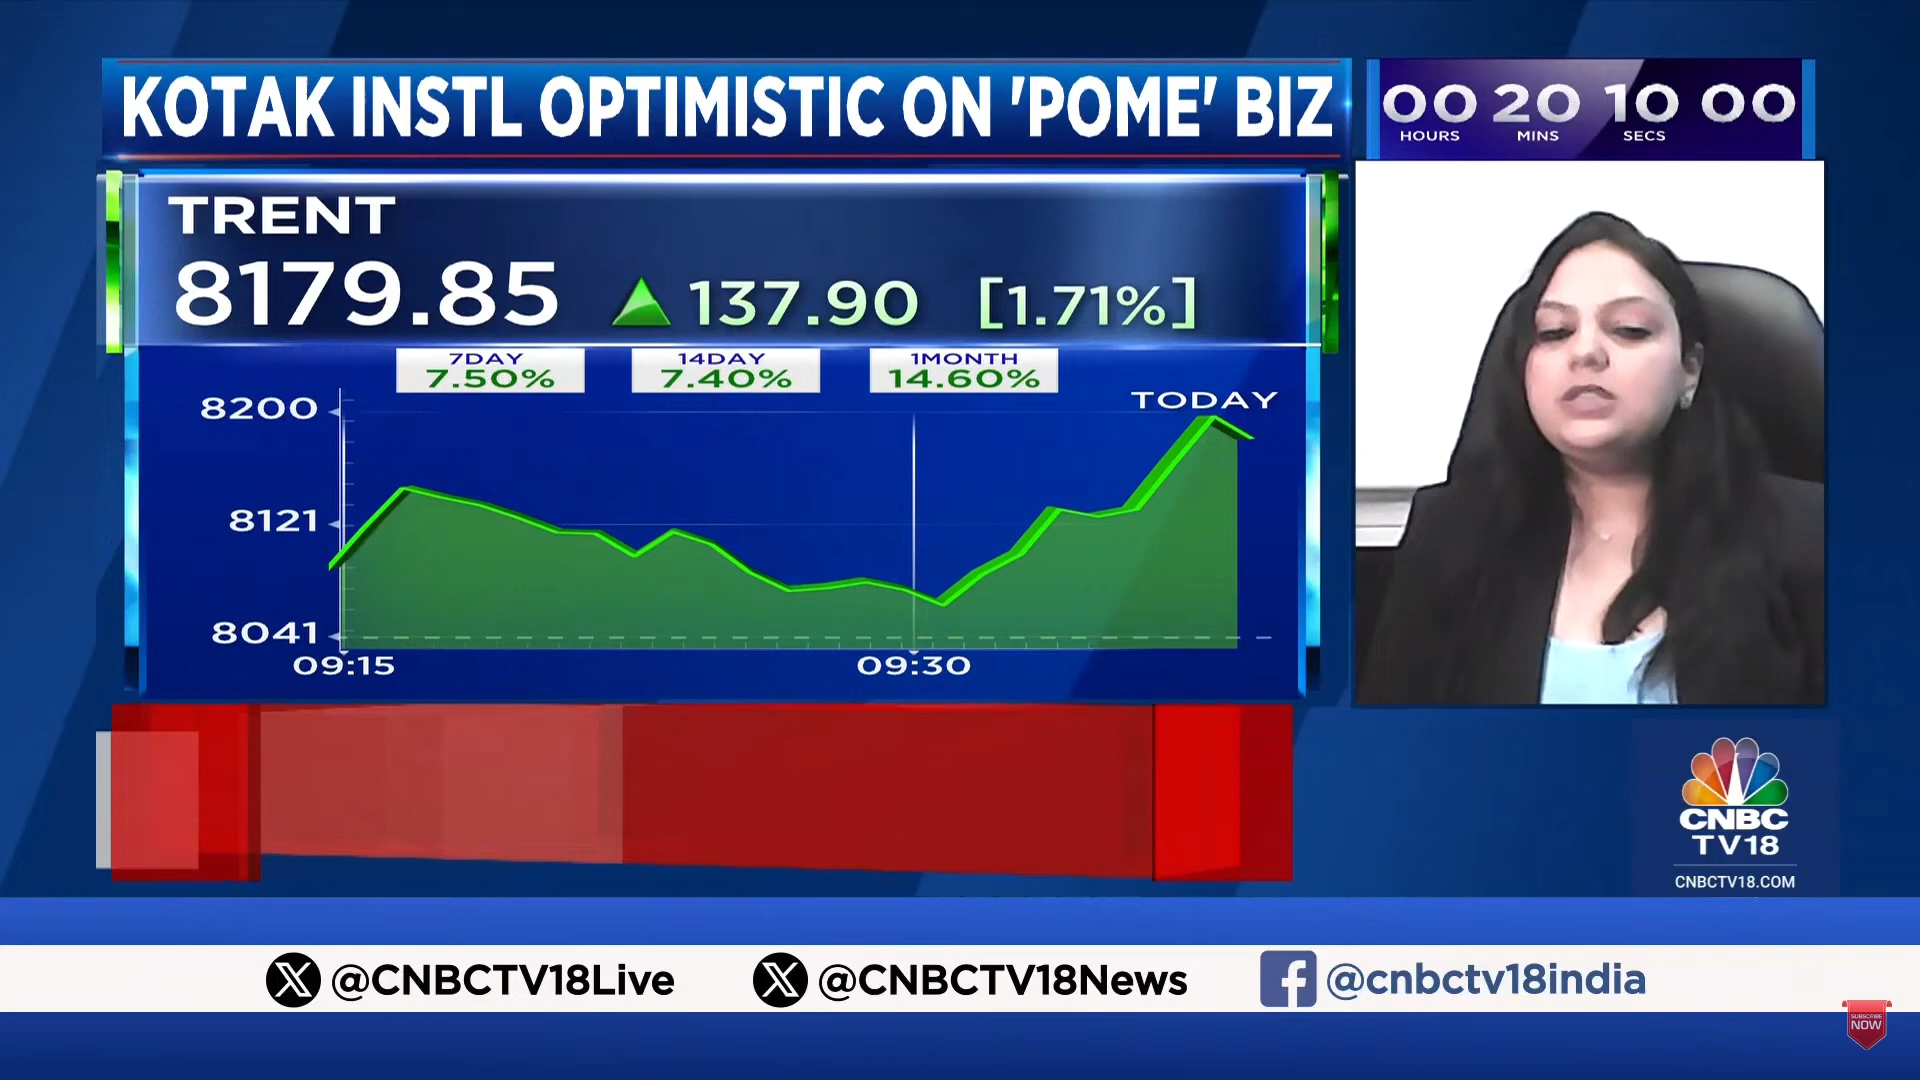 KOTAK INSTL OPTIMISTIC ON 'POME' BIZ
00 20 10 00
HOURS MINS SECS
TRENT
8179.85 137.90 [1.71%]
7DAY 14DAY 1MONTH
7.50% 7.40% 14.60%
TODAY
8200
8121
8041
09:15 09:30
CNBC
TV18
CNBCTV18.COM
@CNBCTV18Live @CNBCTV18News @cnbctv18india
SUBSCRIBE
NOW